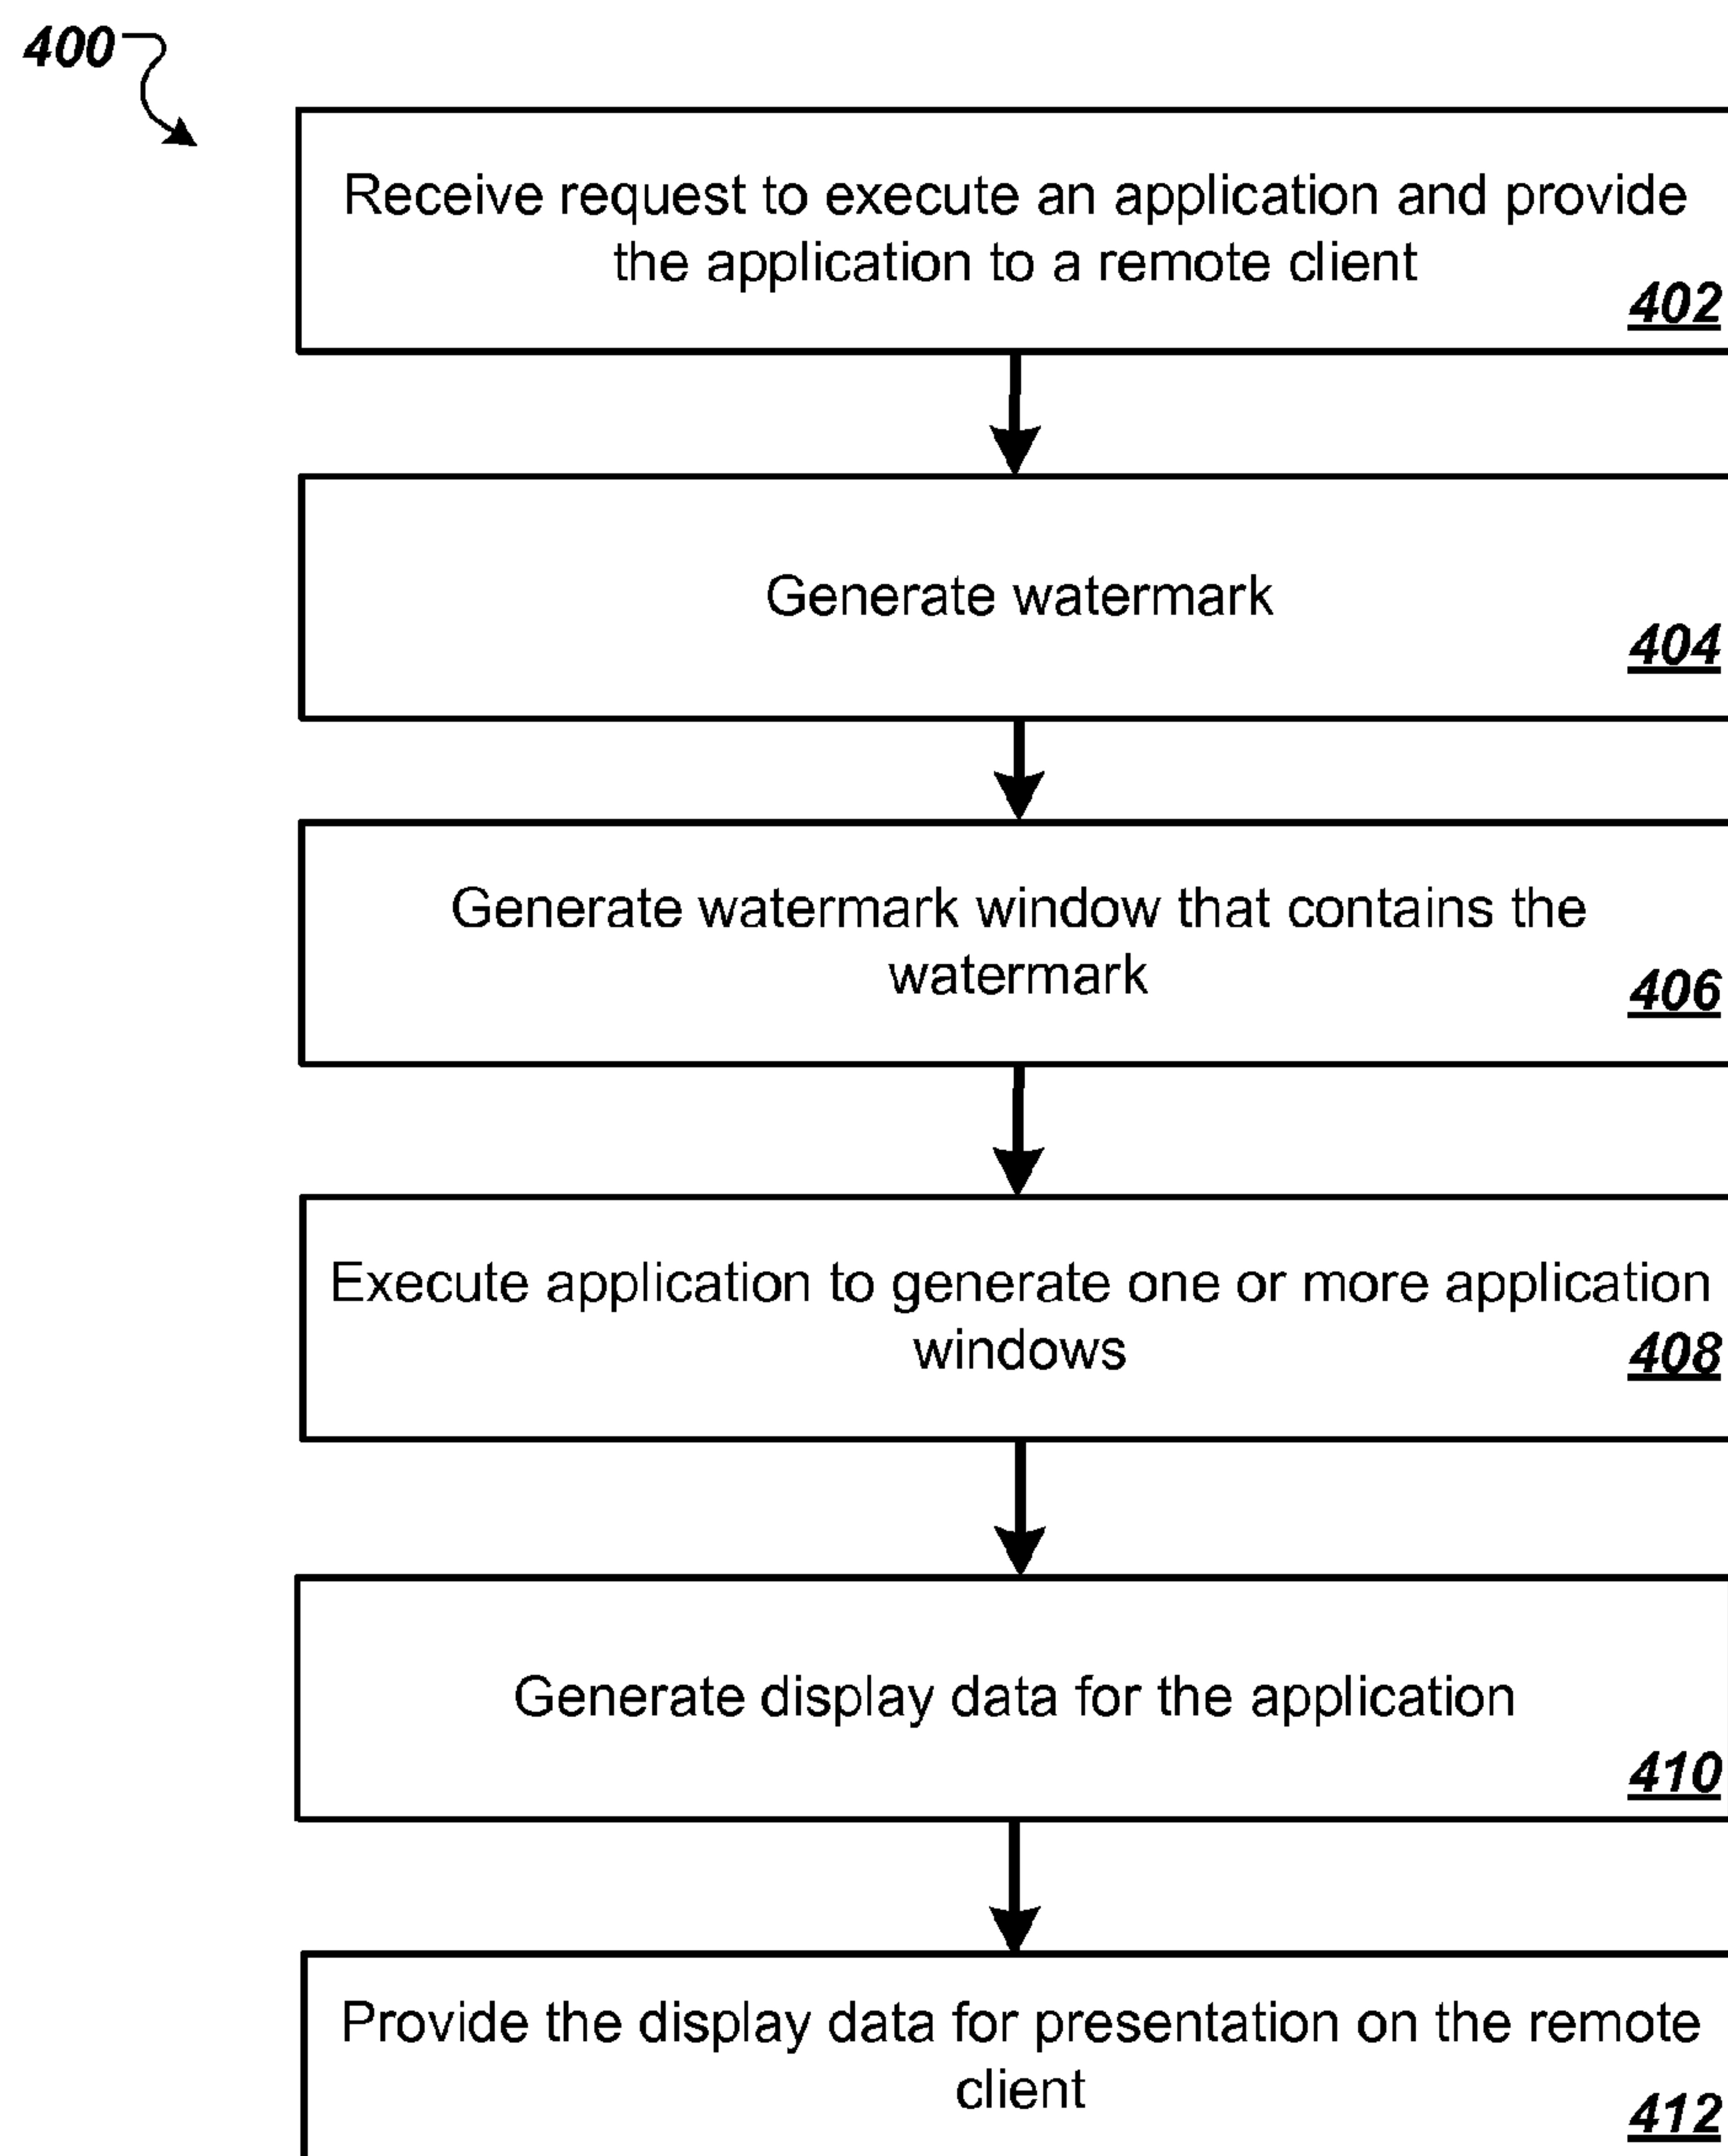 400
Receive request to execute an application and provide
the application to a remote client
402
Generate watermark
404
Generate watermark window that contains the
watermark
406
Execute application to generate one or more application
windows
408
Generate display data for the application
410
Provide the display data for presentation on the remote
client
412